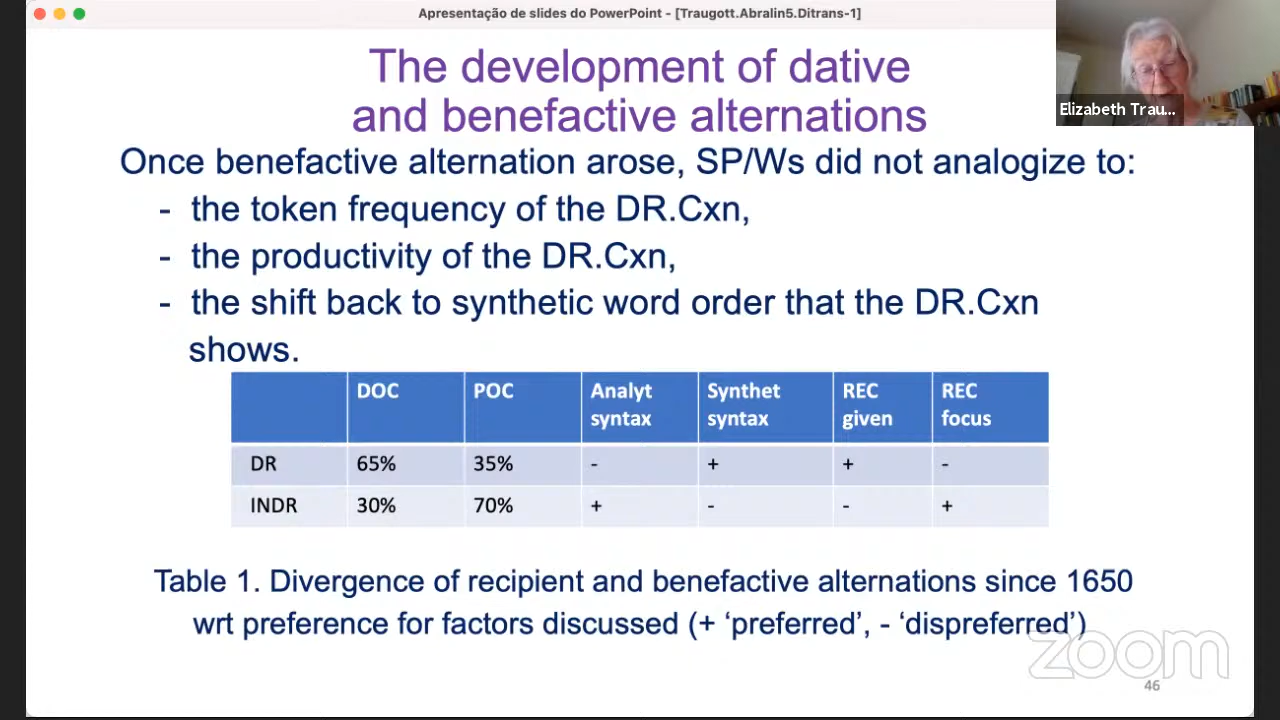 Apresentação de slides do PowerPoint - [Traugott.Abralin5.Ditrans-1]
Elizabeth Trau...
The development of dative
and benefactive alternations
Once benefactive alternation arose, SP/Ws did not analogize to:
- the token frequency of the DR.Cxn,
- the productivity of the DR.Cxn,
- the shift back to synthetic word order that the DR.Cxn
shows.
DOC POC Analyt syntax Synthet syntax REC given REC focus
DR 65% 35% - + + -
INDR 30% 70% + - - +
Table 1. Divergence of recipient and benefactive alternations since 1650
wrt preference for factors discussed (+ ‘preferred’, - ‘dispreferred’)
zoom
46